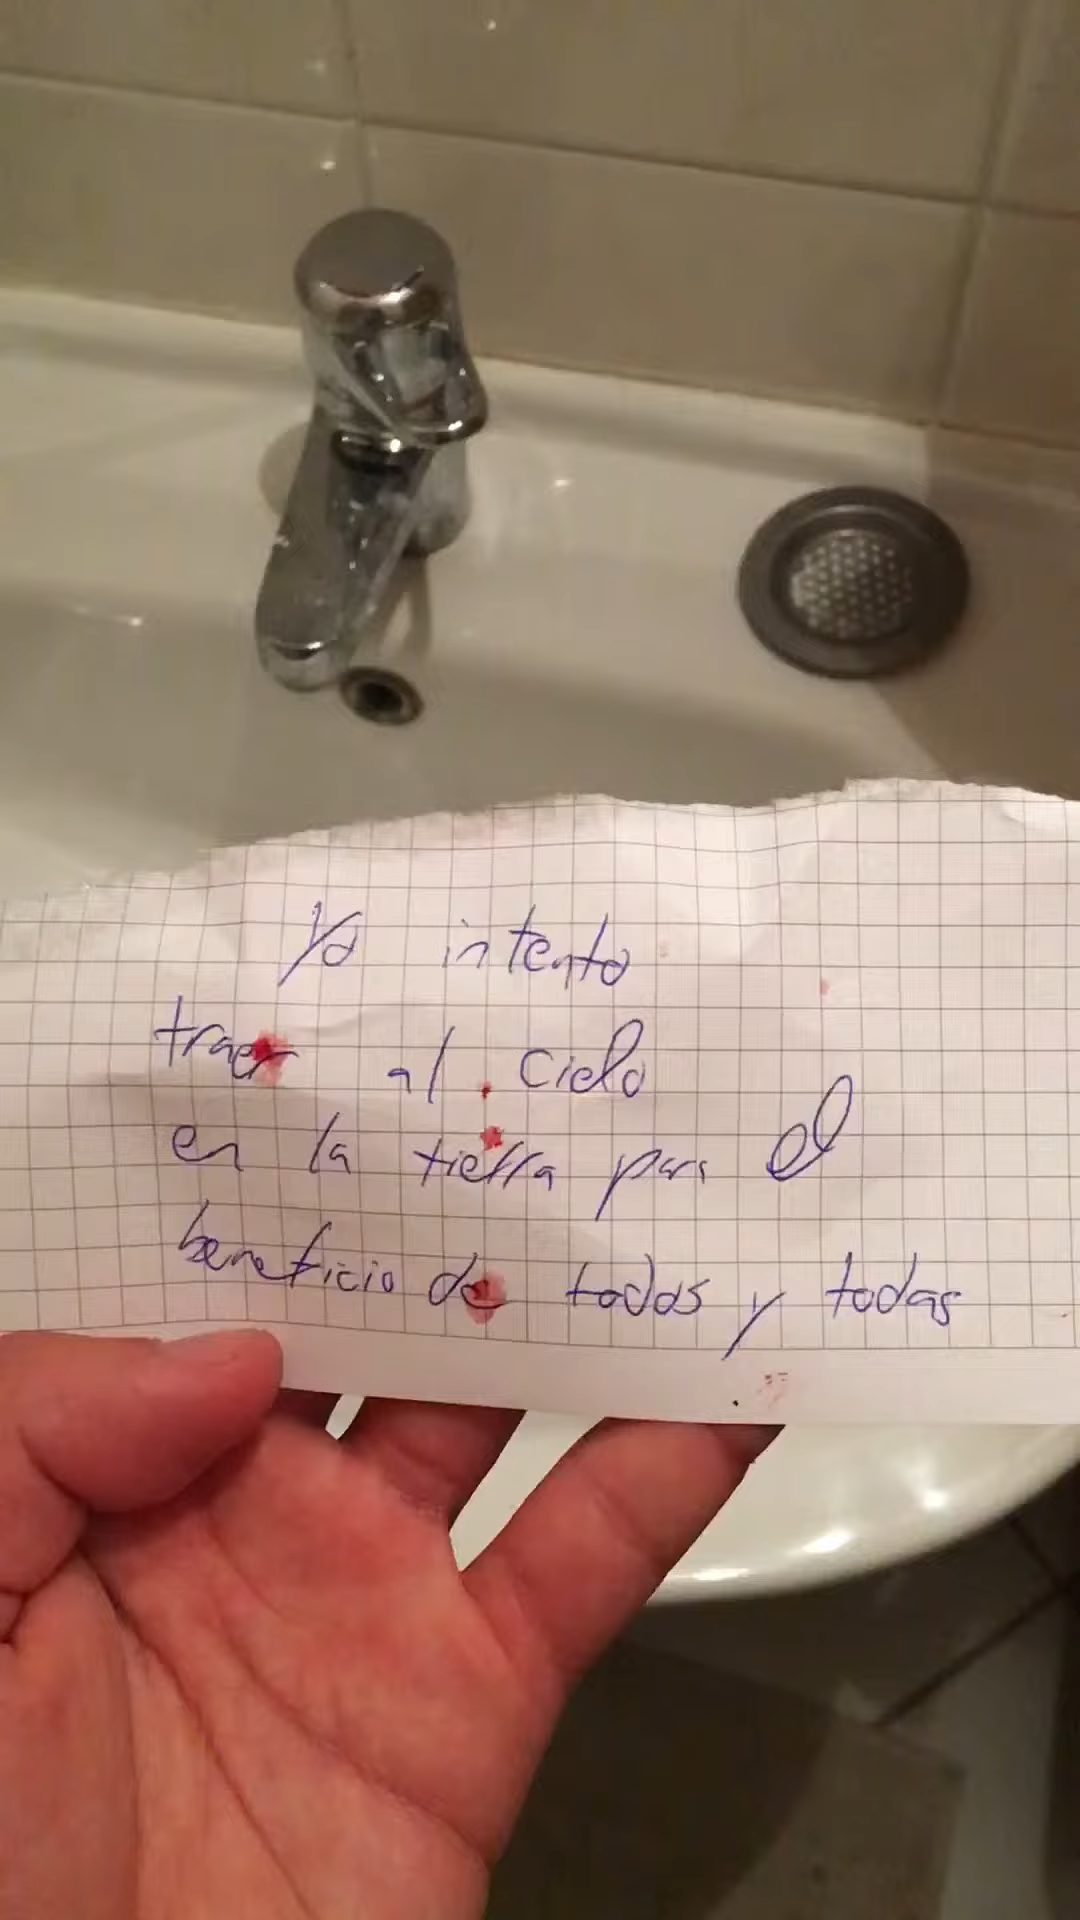 Yo intento
traer al cielo
en la tierra para el
beneficio de todos y todas